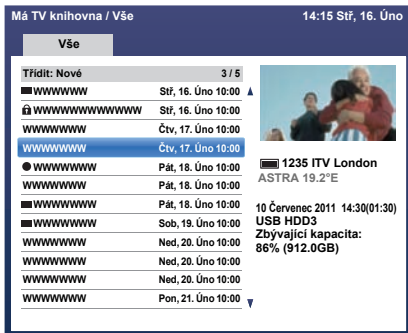 Má TV knihovna / Vše 14:15 Stř, 16. Úno
Vše
Třídit: Nové 3 / 5
WWWWWW Stř, 16. Úno 10:00
WWWWWWWWWWWW Stř, 16. Úno 10:00
WWWWWWW Čtv, 17. Úno 10:00
WWWWWWWW Čtv, 17. Úno 10:00
WWWWWWW Pát, 18. Úno 10:00
WWWWWWW Pát, 18. Úno 10:00
WWWWWWW Pát, 18. Úno 10:00
WWWWWWW Sob, 19. Úno 10:00
WWWWWWW Ned, 20. Úno 10:00
WWWWWWW Ned, 20. Úno 10:00
WWWWWWW Ned, 20. Úno 10:00
WWWWWWW Pon, 21. Úno 10:00
1235 ITV London
ASTRA 19.2°E
10 Červenec 2011 14:30(01:30)
USB HDD3
Zbývající kapacita:
86% (912.0GB)